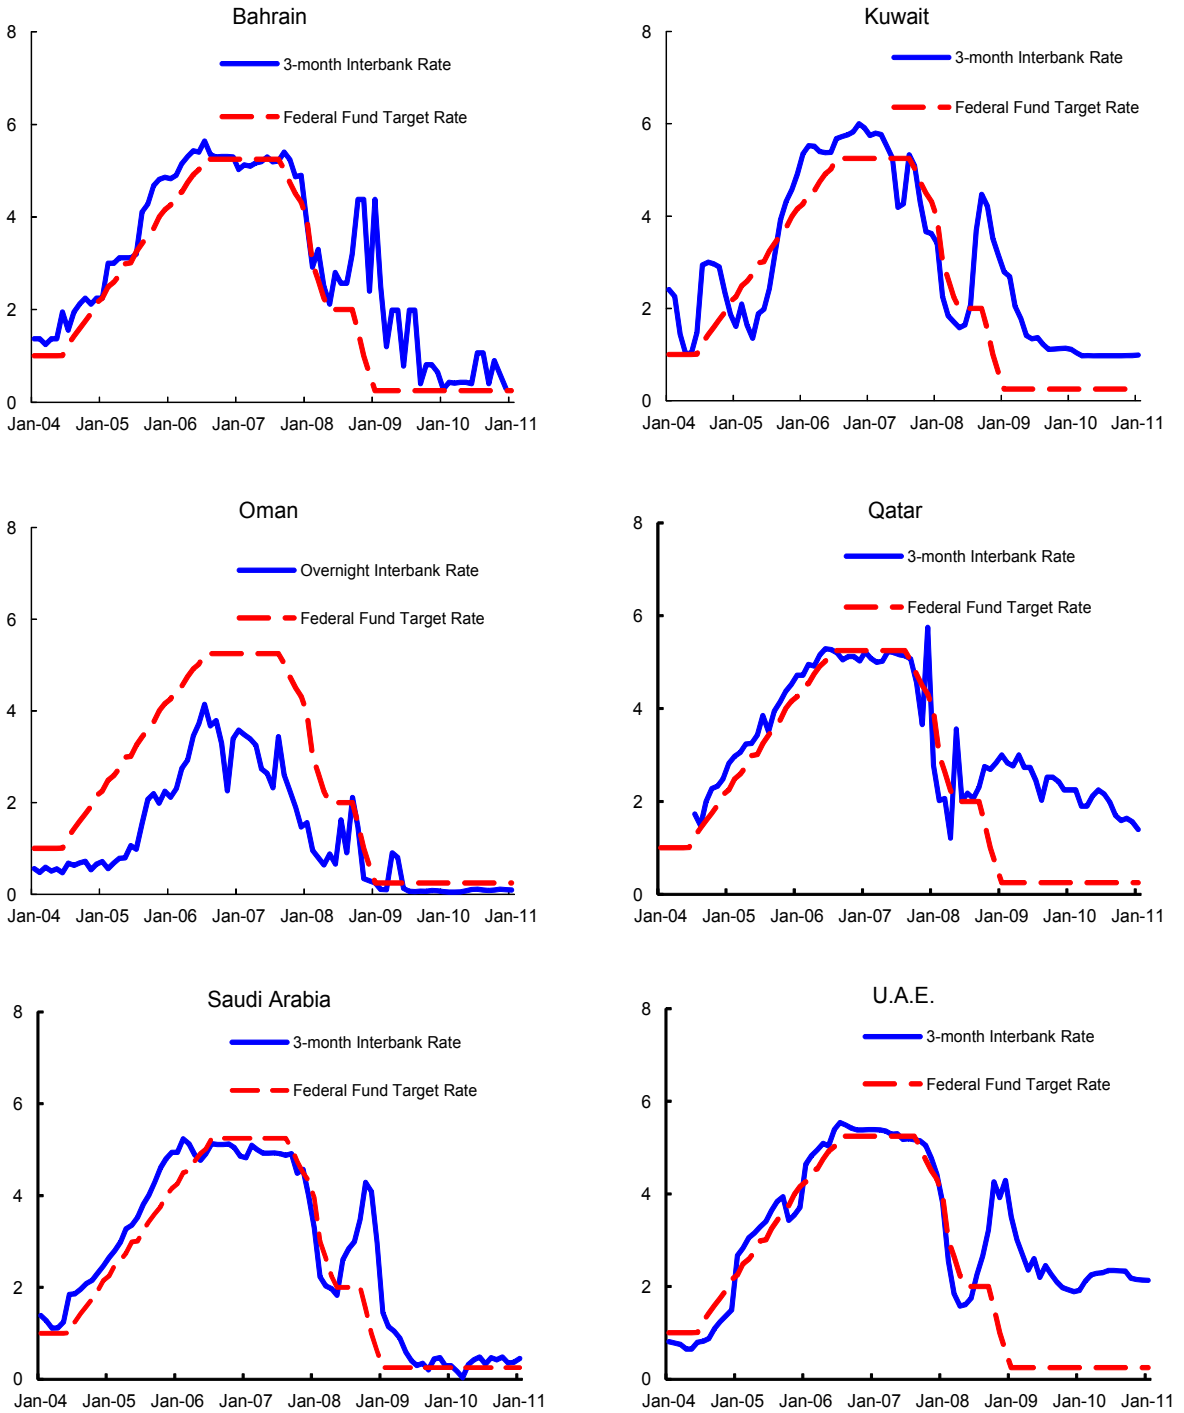 Bahrain
8
3-month Interbank Rate
Federal Fund Target Rate
6
4
2
0
Jan-04 Jan-05 Jan-06 Jan-07 Jan-08 Jan-09 Jan-10 Jan-11
Kuwait
8
3-month Interbank Rate
Federal Fund Target Rate
6
4
2
0
Jan-04 Jan-05 Jan-06 Jan-07 Jan-08 Jan-09 Jan-10 Jan-11
Oman
8
Overnight Interbank Rate
Federal Fund Target Rate
6
4
2
0
Jan-04 Jan-05 Jan-06 Jan-07 Jan-08 Jan-09 Jan-10 Jan-11
Qatar
8
3-month Interbank Rate
Federal Fund Target Rate
6
4
2
0
Jan-04 Jan-05 Jan-06 Jan-07 Jan-08 Jan-09 Jan-10 Jan-11
Saudi Arabia
8
3-month Interbank Rate
Federal Fund Target Rate
6
4
2
0
Jan-04 Jan-05 Jan-06 Jan-07 Jan-08 Jan-09 Jan-10 Jan-11
U.A.E.
8
3-month Interbank Rate
Federal Fund Target Rate
6
4
2
0
Jan-04 Jan-05 Jan-06 Jan-07 Jan-08 Jan-09 Jan-10 Jan-11